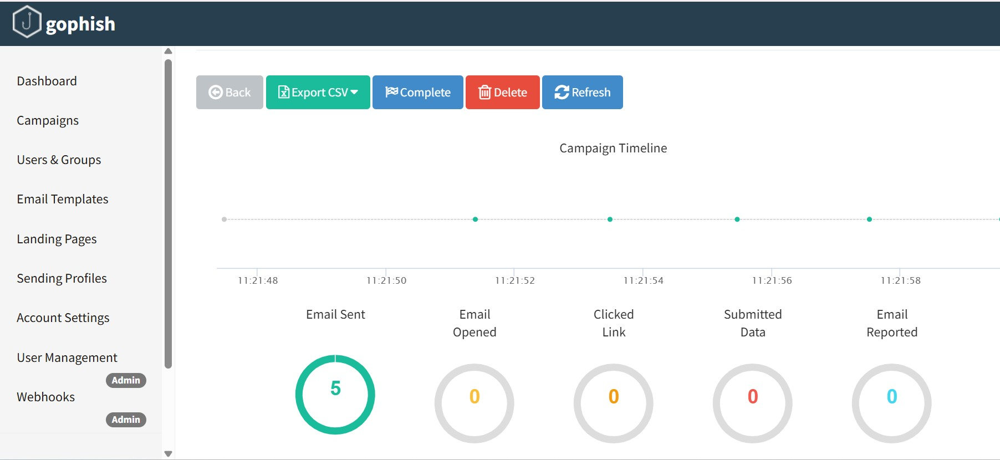 gophish
Dashboard
Campaigns
Users & Groups
Email Templates
Landing Pages
Sending Profiles
Account Settings
User Management
Admin
Webhooks
Admin
Back
Export CSV
Complete
Delete
Refresh
Campaign Timeline
11:21:48
11:21:50
11:21:52
11:21:54
11:21:56
11:21:58
Email Sent
5
Email
Opened
0
Clicked
Link
0
Submitted
Data
0
Email
Reported
0